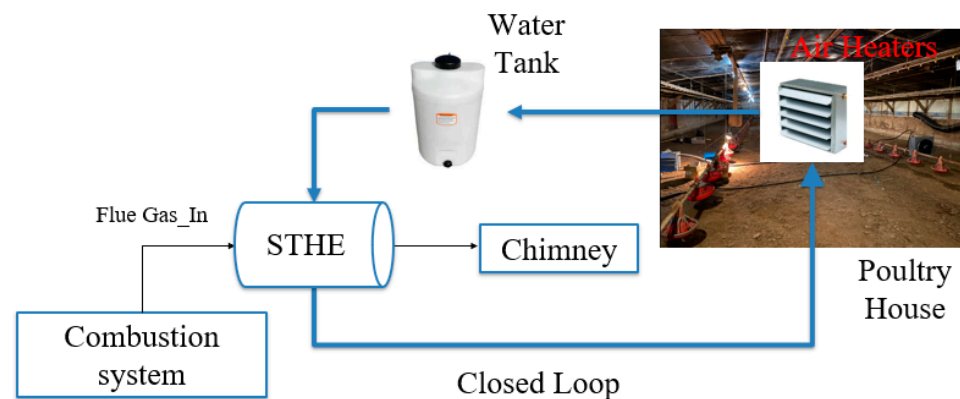 Water
Tank
Air Heaters
Flue Gas_In
STHE
Chimney
Poultry
House
Combustion
system
Closed Loop